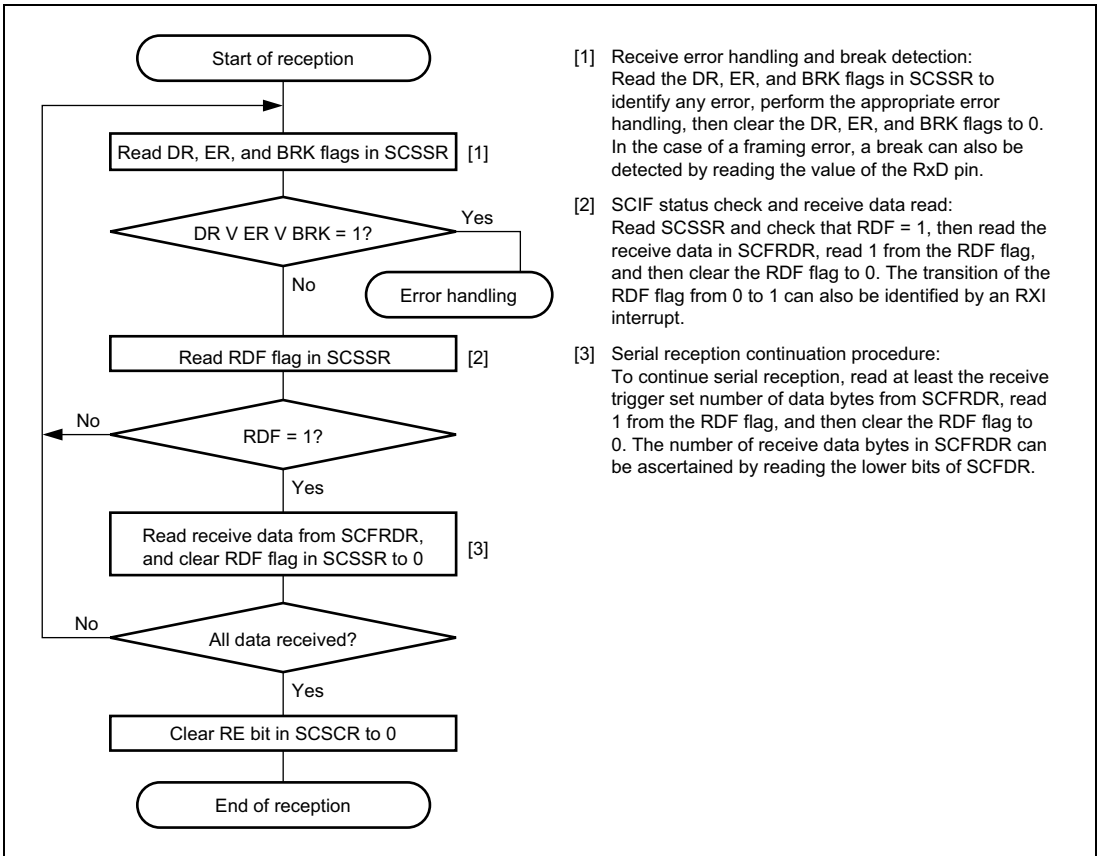 Start of reception
Read DR, ER, and BRK flags in SCSSR [1]
DR V ER V BRK = 1?
Yes
No
Error handling
Read RDF flag in SCSSR [2]
No
RDF = 1?
Yes
Read receive data from SCFRDR,
and clear RDF flag in SCSSR to 0
[3]
No
All data received?
Yes
Clear RE bit in SCSCR to 0
End of reception
[1] Receive error handling and break detection:
Read the DR, ER, and BRK flags in SCSSR to
identify any error, perform the appropriate error
handling, then clear the DR, ER, and BRK flags to 0.
In the case of a framing error, a break can also be
detected by reading the value of the RxD pin.
[2] SCIF status check and receive data read:
Read SCSSR and check that RDF = 1, then read the
receive data in SCFRDR, read 1 from the RDF flag,
and then clear the RDF flag to 0. The transition of the
RDF flag from 0 to 1 can also be identified by an RXI
interrupt.
[3] Serial reception continuation procedure:
To continue serial reception, read at least the receive
trigger set number of data bytes from SCFRDR, read
1 from the RDF flag, and then clear the RDF flag to
0. The number of receive data bytes in SCFRDR can
be ascertained by reading the lower bits of SCFDR.